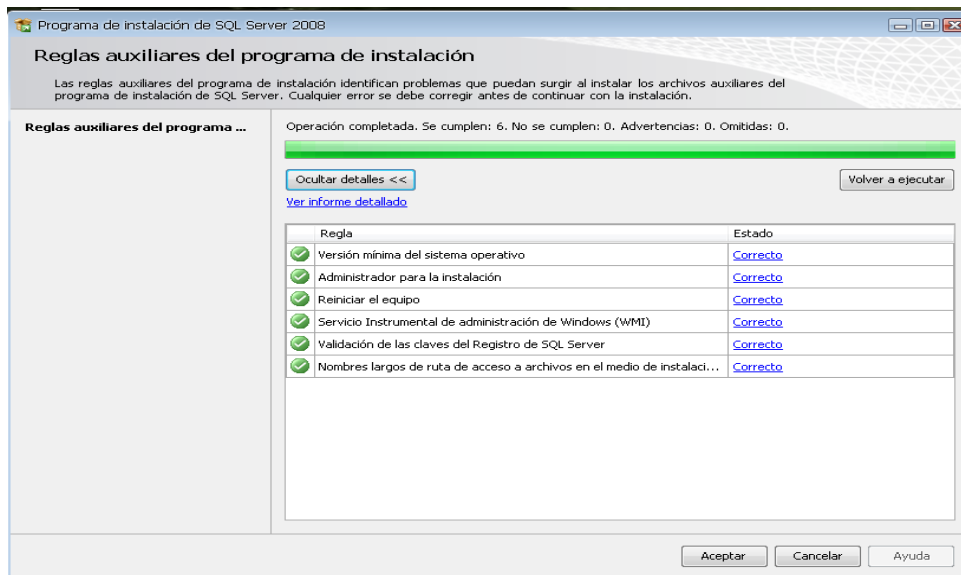 Programa de instalación de SQL Server 2008
Reglas auxiliares del programa de instalación
Las reglas auxiliares del programa de instalación identifican problemas que puedan surgir al instalar los archivos auxiliares del
programa de instalación de SQL Server. Cualquier error se debe corregir antes de continuar con la instalación.
Reglas auxiliares del programa ...
Operación completada. Se cumplen: 6. No se cumplen: 0. Advertencias: 0. Omitidas: 0.
Ocultar detalles <<
Volver a ejecutar
Ver informe detallado
Regla Estado
Versión mínima del sistema operativo Correcto
Administrador para la instalación Correcto
Reiniciar el equipo Correcto
Servicio Instrumental de administración de Windows (WMI) Correcto
Validación de las claves del Registro de SQL Server Correcto
Nombres largos de ruta de acceso a archivos en el medio de instalaci... Correcto
Aceptar Cancelar Ayuda